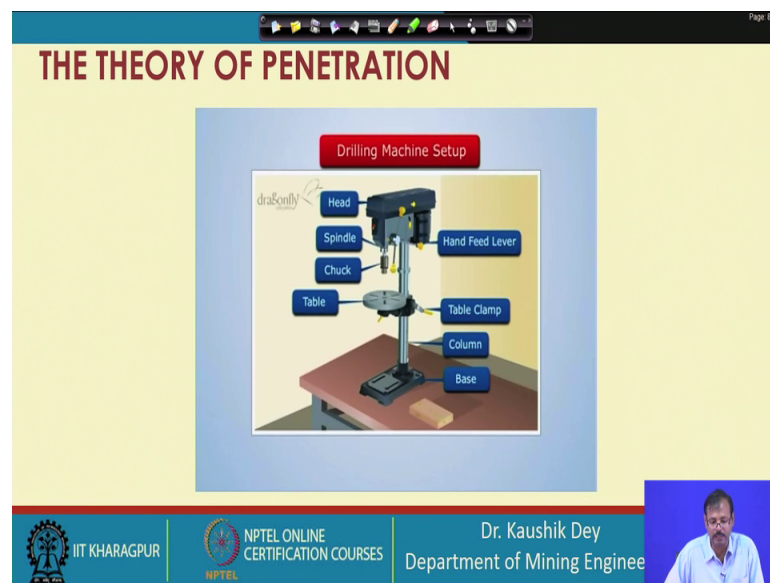 Page: 8
THE THEORY OF PENETRATION
Drilling Machine Setup
dragonfly
Head
Spindle
Hand Feed Lever
Chuck
Table
Table Clamp
Column
Base
IIT KHARAGPUR
NPTEL
NPTEL ONLINE
CERTIFICATION COURSES
Dr. Kaushik Dey
Department of Mining Enginee